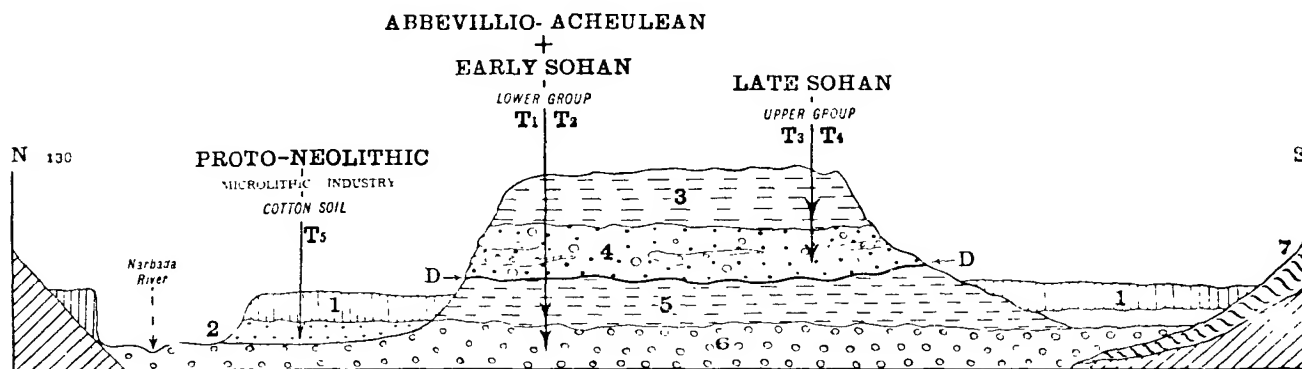 ABBEVILLIO-ACHEULEAN
+
EARLY SOHAN
LOWER GROUP
T1 T2
LATE SOHAN
UPPER GROUP
T3 T4
N 130
S
PROTO-NEOLITHIC
MICROLITHIC INDUSTRY
COTTON SOIL
T5
Narbada
River
3
4
7
D
D
1
1
2
5
6